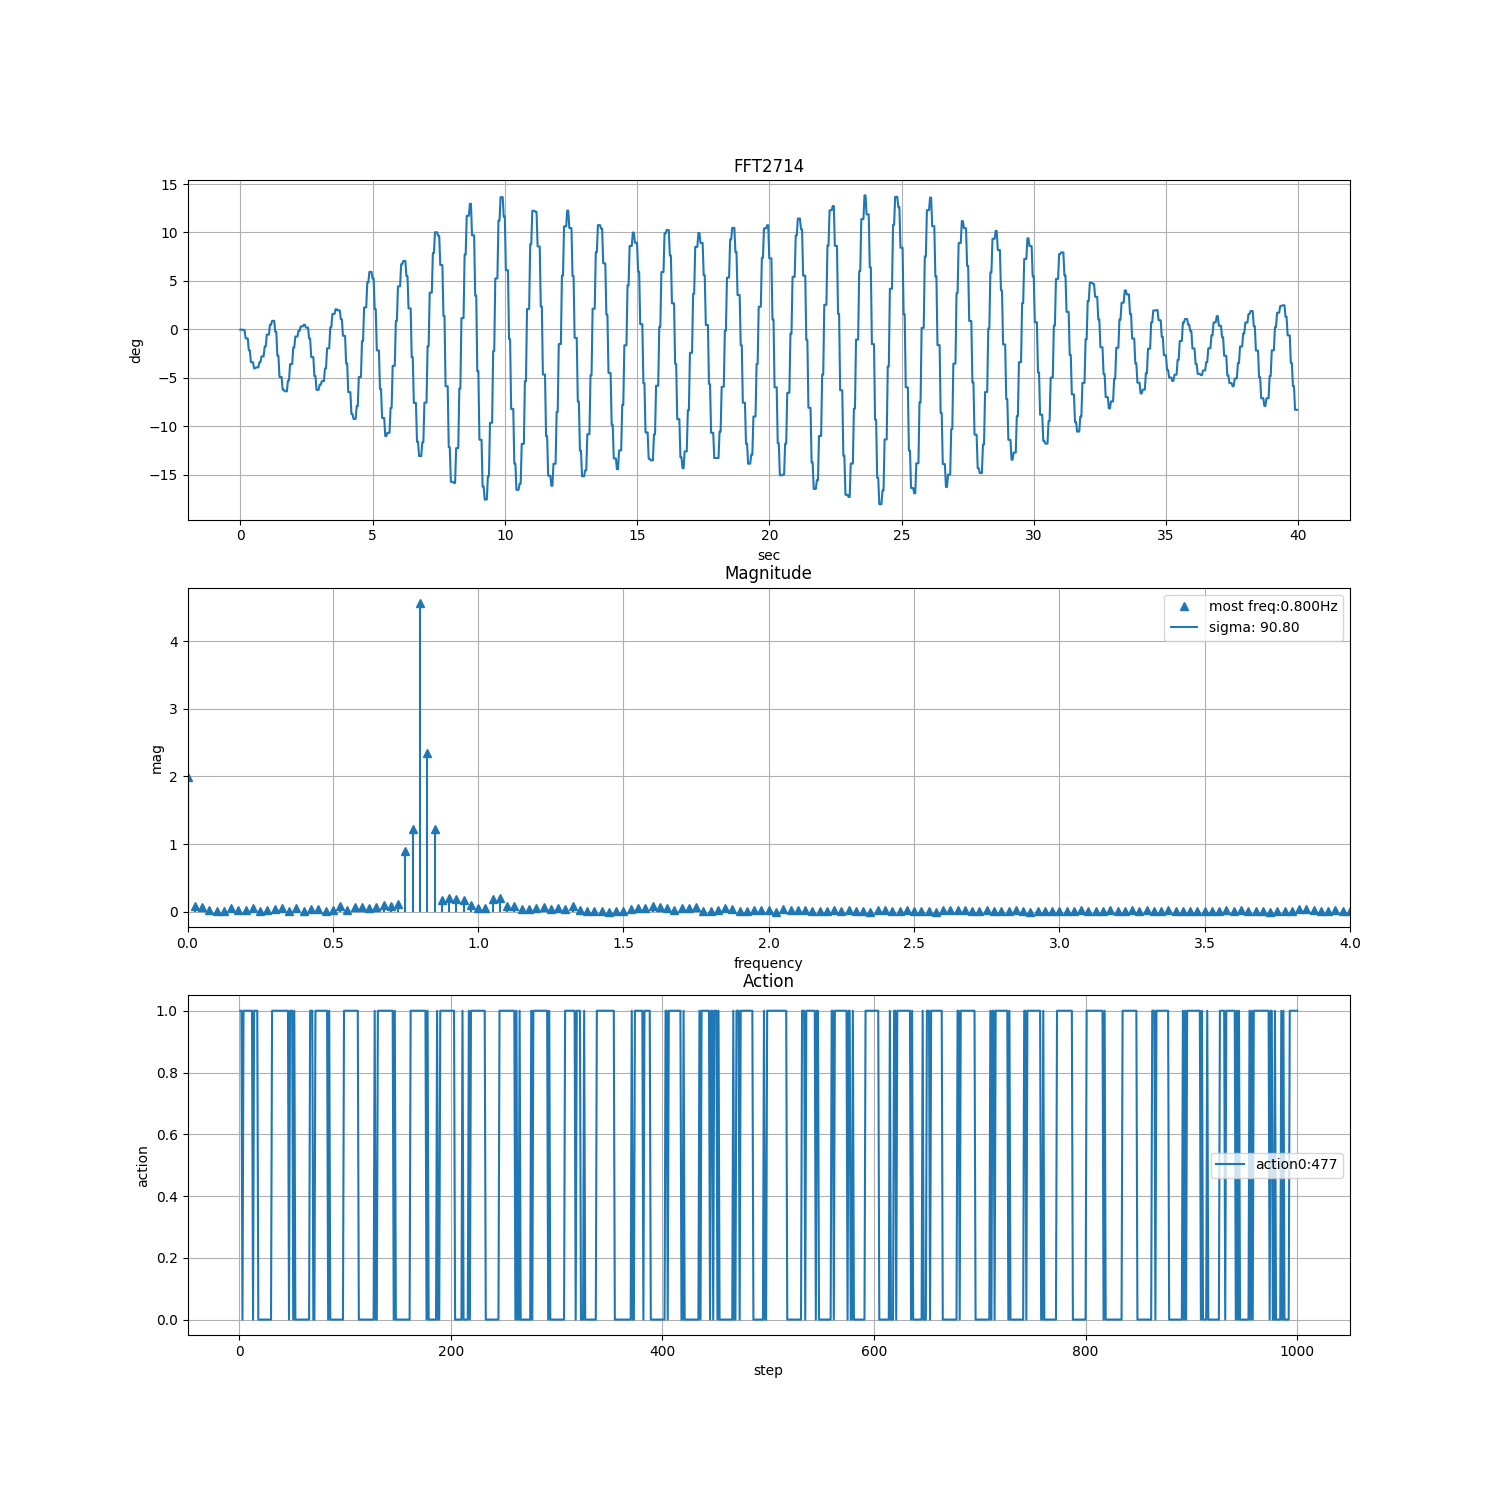 FFT2714
15
10
5
0
−5
−10
−15
deg
0 5 10 15 20 25 30 35 40
sec
Magnitude
most freq:0.800Hz
sigma: 90.80
4
3
2
1
0
mag
0.0 0.5 1.0 1.5 2.0 2.5 3.0 3.5 4.0
frequency
Action
1.0
0.8
0.6
0.4
0.2
0.0
action
action0:477
0 200 400 600 800 1000
step